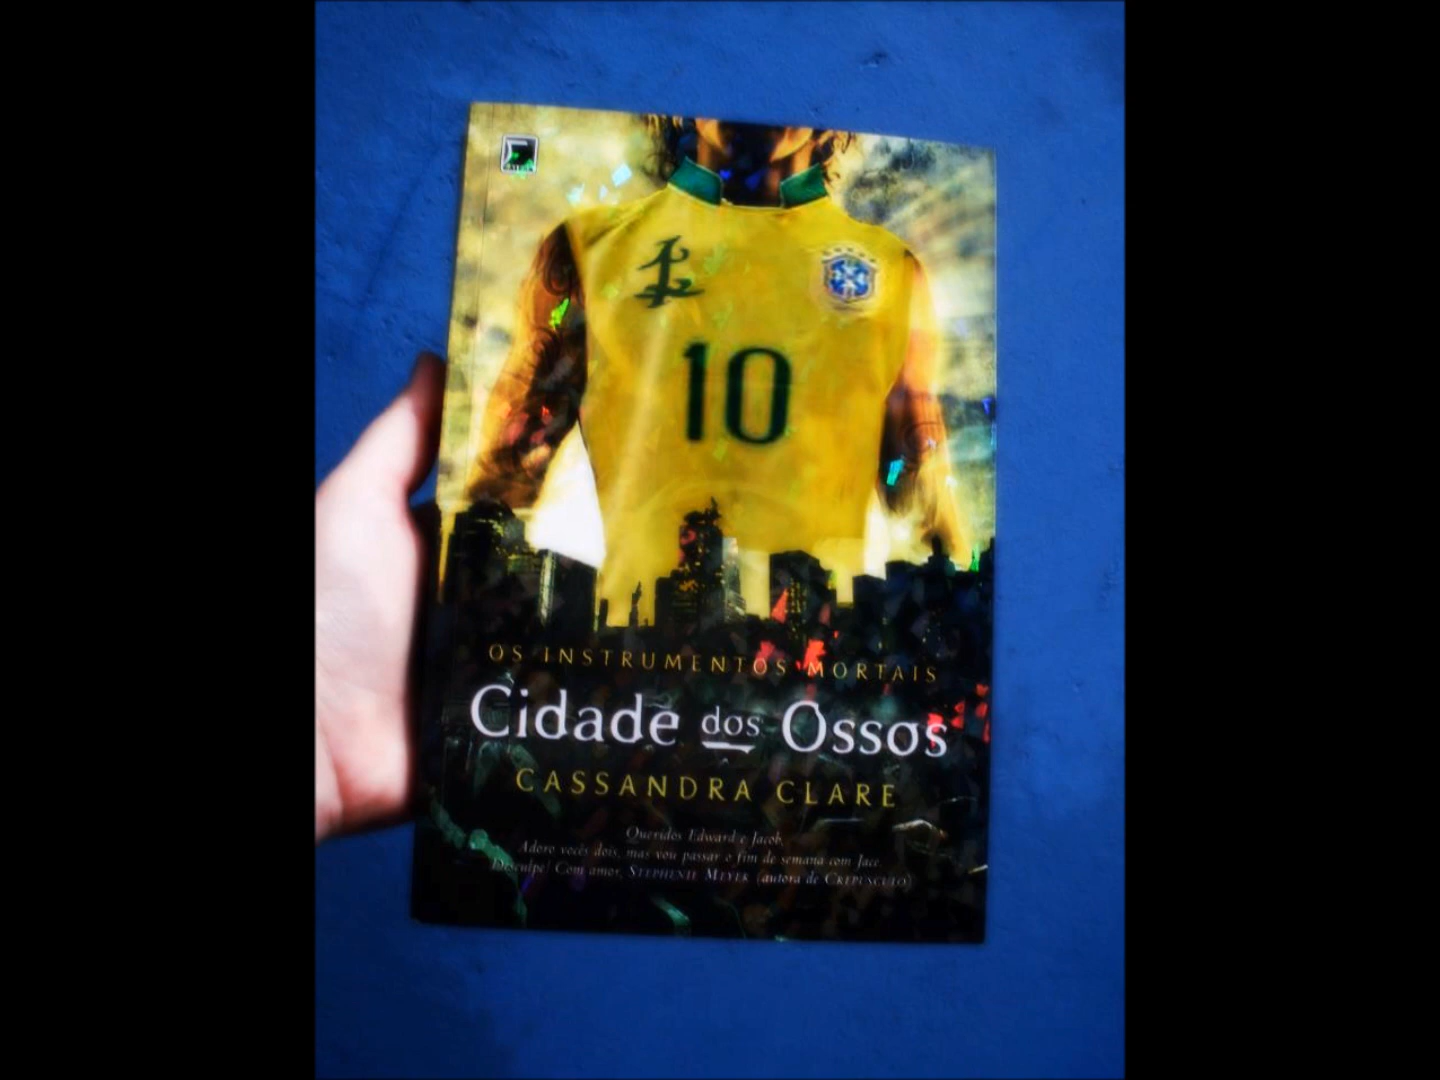 10
OS INSTRUMENTOS MORTAIS
Cidade dos Ossos
CASSANDRA CLARE
Queridos Edward e Jacob,
Adoro vocês dois, mas vou passar o fim de semana com Jace.
Desculpe! Com amor, STEPHENIE MEYER (autora de CREPÚSCULO)